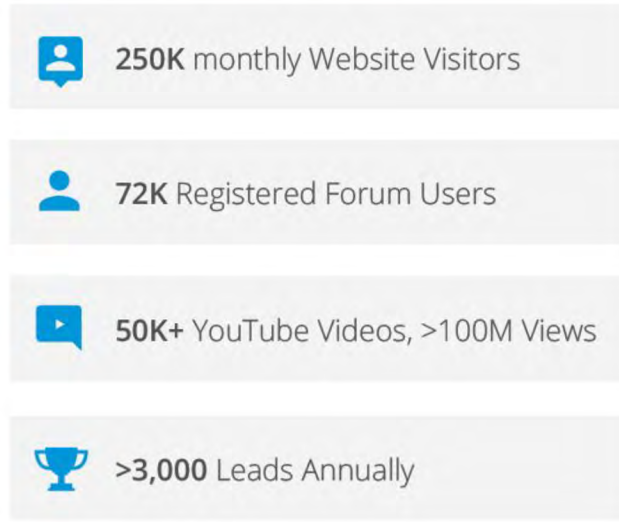 250K monthly Website Visitors
72K Registered Forum Users
50K+ YouTube Videos, >100M Views
>3,000 Leads Annually